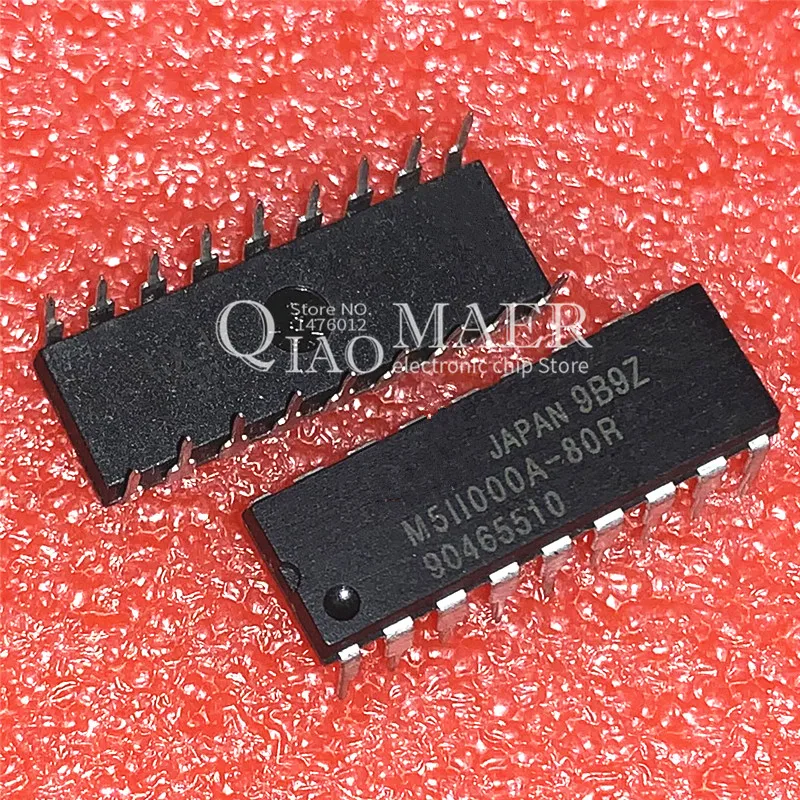 Store NO.
1476012
QIAO MAER
electronic chip Store
JAPAN 9B9Z
M511000A-80R
90465510